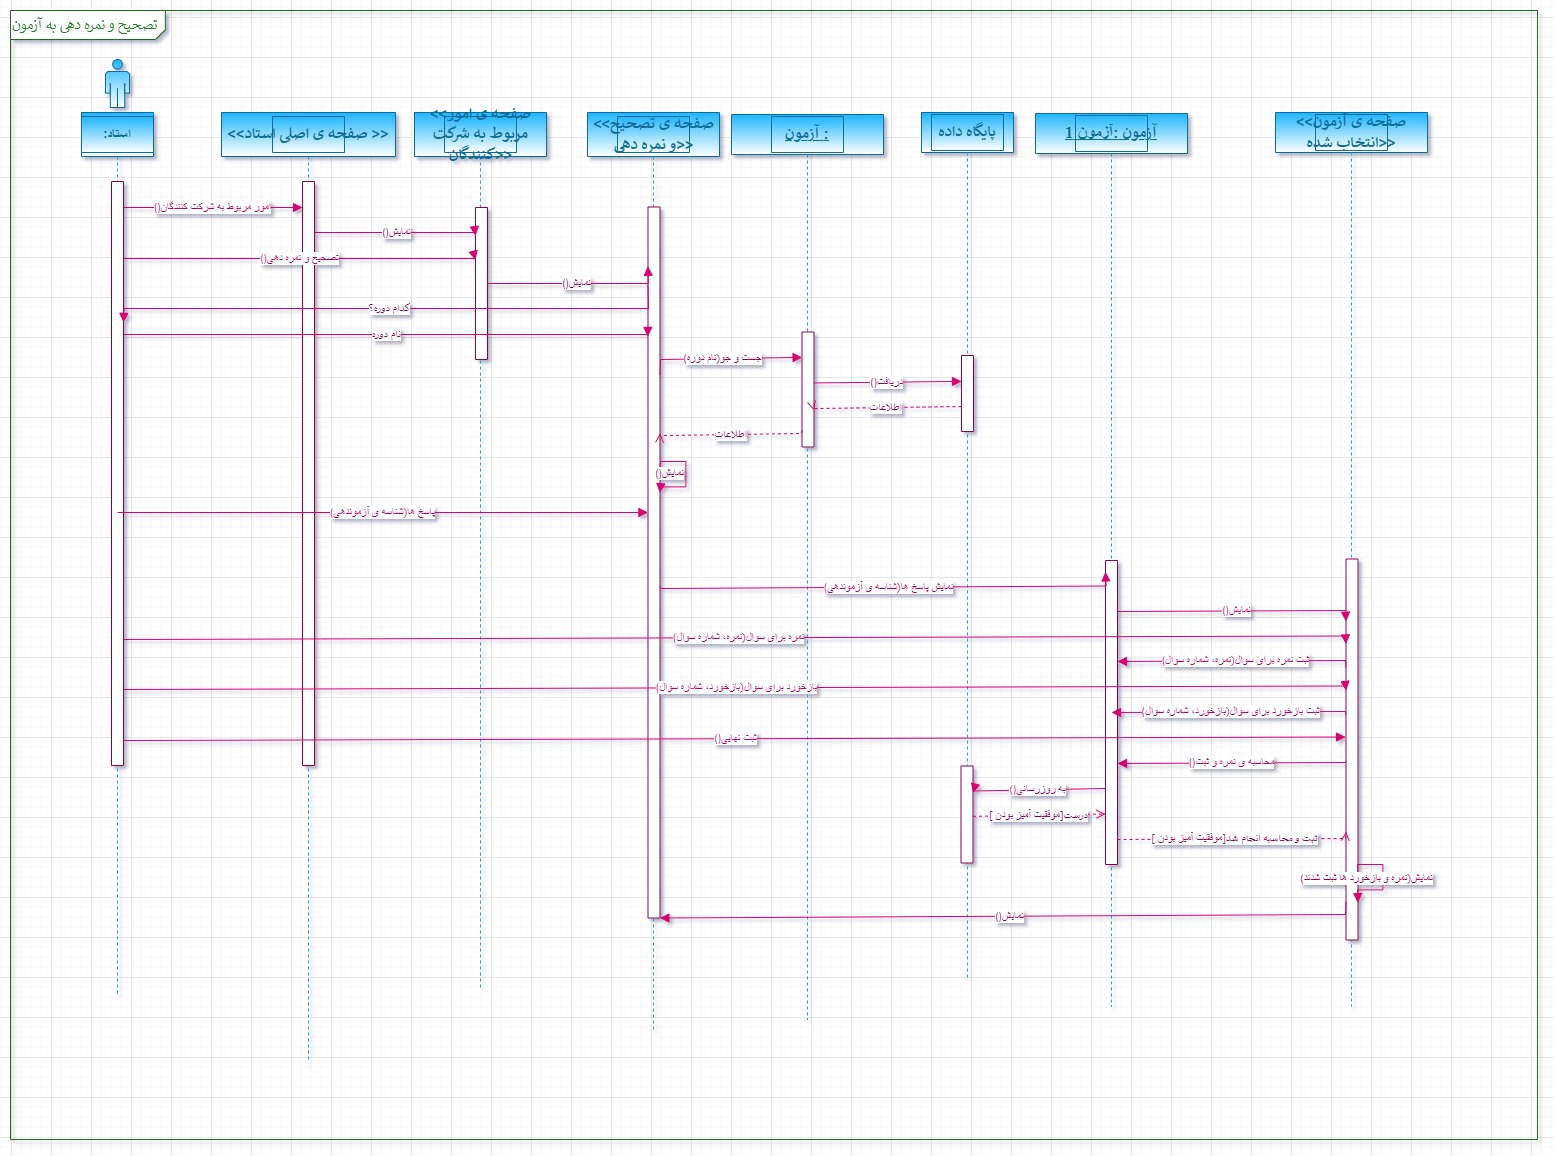 تصحیح و نمره دهی به آزمون
استاد:
<<صفحه ی اصلی استاد >>
<<صفحه ی امور
مربوط به شرکت
کنندگان>>
<<صفحه ی تصحیح
و نمره دهی>>
: آزمون
پایگاه داده
آزمون 1: آزمون
<<صفحه ی آزمون
انتخاب شده>>
امور مربوط به شرکت کنندگان()
نمایش()
تصحیح و نمره دهی()
نمایش()
کدام دوره؟
نام دوره
جست و جو(نام دوره)
دریافت()
اطلاعات
اطلاعات
نمایش()
پاسخ ها(شناسه ی آزموندهی)
نمایش پاسخ ها(شناسه ی آزموندهی)
نمایش()
نمره برای سوال(نمره، شماره سوال)
ثبت نمره برای سوال(نمره، شماره سوال)
بازخورد برای سوال(بازخورد، شماره سوال)
ثبت بازخورد برای سوال(بازخورد، شماره سوال)
ثبت نهایی()
محاسبه ی نمره و ثبت()
به روزرسانی()
درست[موفقیت آمیز بودن ]
ثبت و محاسبه انجام شد[موفقیت آمیز بودن ]
نمایش(نمره و بازخورد ها ثبت شدند)
نمایش()